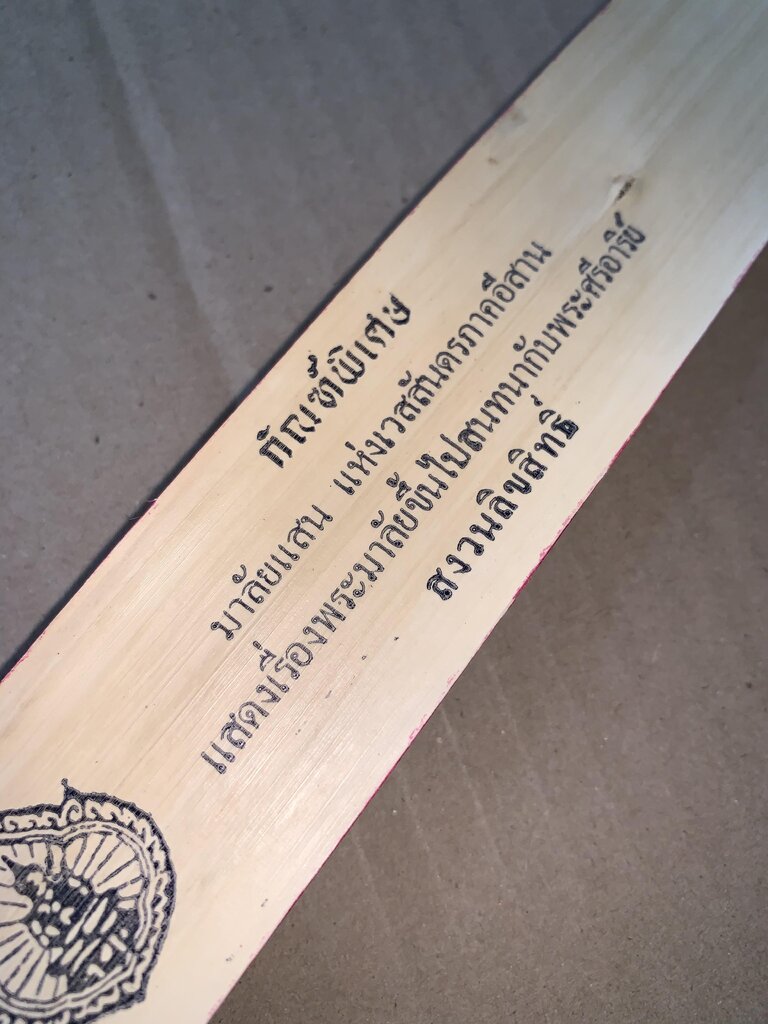 กัณฑ์พิเศษ
มาลัยแสน แห่งเวสสันดรภาคอีสาน
แสดงเรื่องพระมาลัยขึ้นไปสนทนากับพระศรีอาริย์
สงวนลิขสิทธิ์